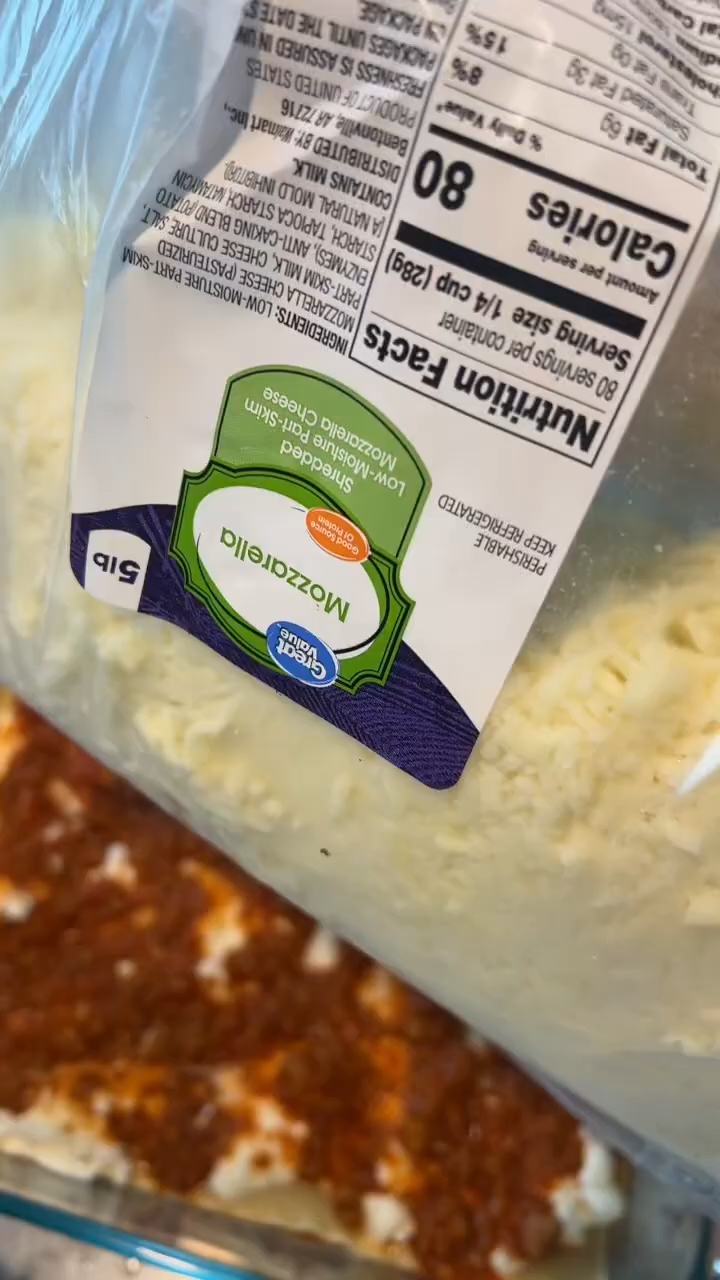 Great
Value™
Mozzarella
Good Source
Of Protein
5lb
Shredded
Low-Moisture Part-Skim
Mozzarella Cheese
PERISHABLE
KEEP REFRIGERATED
Nutrition Facts
80 servings per container
Serving size 1/4 cup (28g)
Amount per serving
Calories 80
% Daily Value*
Total Fat 6g 8%
Saturated Fat 3g 15%
Trans Fat 0g
Cholesterol 15mg
INGREDIENTS: LOW-MOISTURE PART-SKIM
MOZZARELLA CHEESE (PASTEURIZED
PART-SKIM MILK, CHEESE CULTURE, SALT,
ENZYMES), ANTI-CAKING BLEND (POTATO
STARCH, TAPIOCA STARCH, NATAMYCIN
(A NATURAL MOLD INHIBITOR)).
CONTAINS MILK.
DISTRIBUTED BY: Walmart Inc.,
Bentonville, AR 72716
PRODUCT OF UNITED STATES
FRESHNESS IS ASSURED IN UN
PACKAGES UNTIL THE DATE S
PACKAGE.